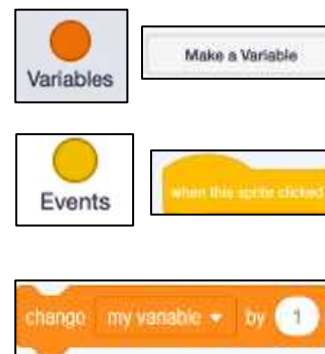 Variables
Make a Variable
Events
when this sprite clicked
change my variable by 1